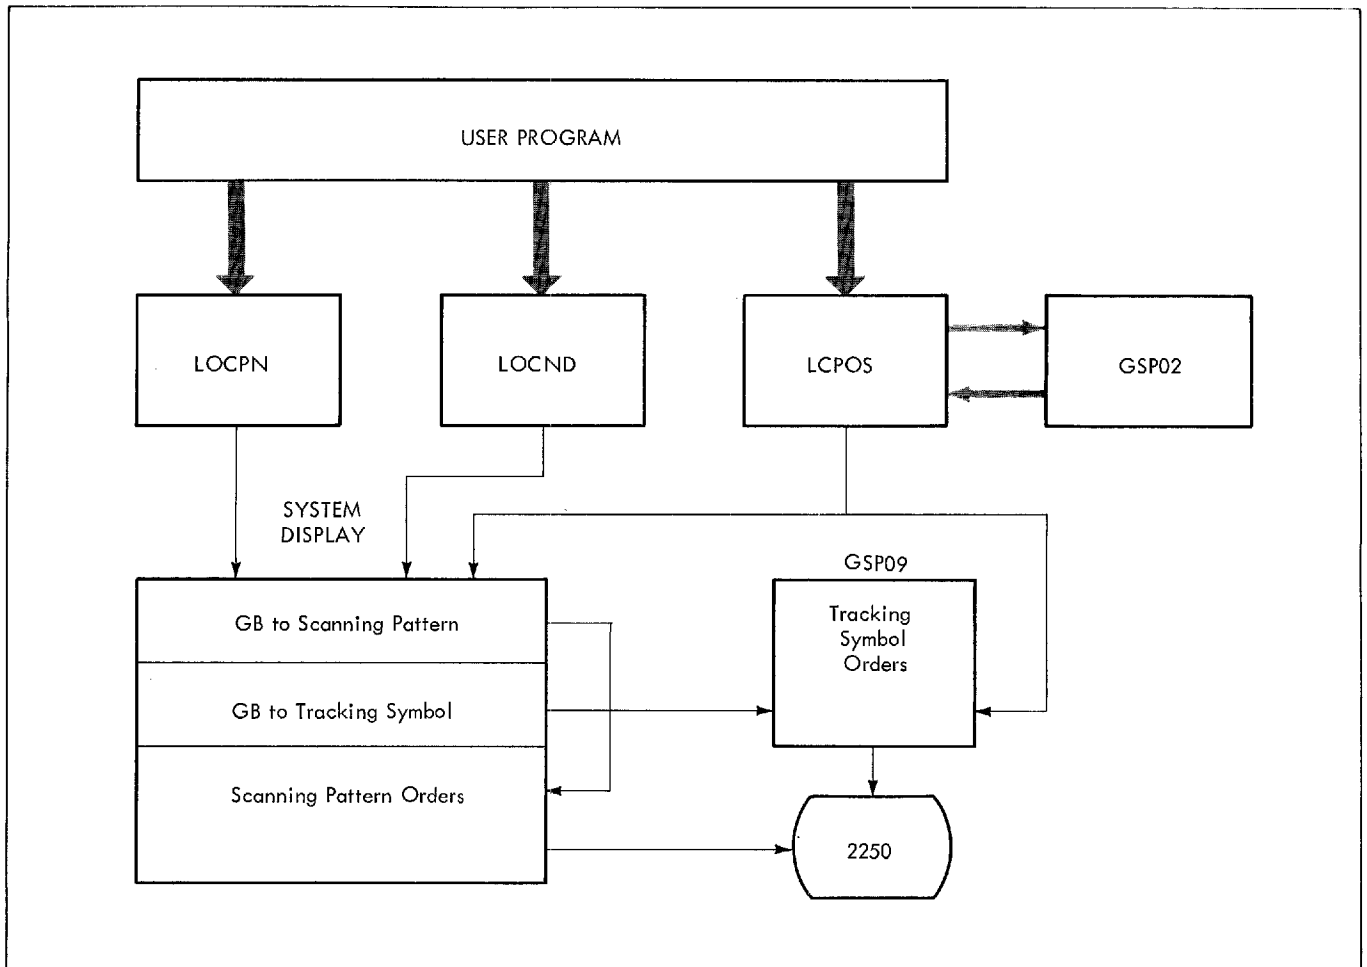 USER PROGRAM
LOCPN
LOCND
LCPOS
GSP02
SYSTEM
DISPLAY
GSP09
GB to Scanning Pattern
GB to Tracking Symbol
Scanning Pattern Orders
Tracking
Symbol
Orders
2250